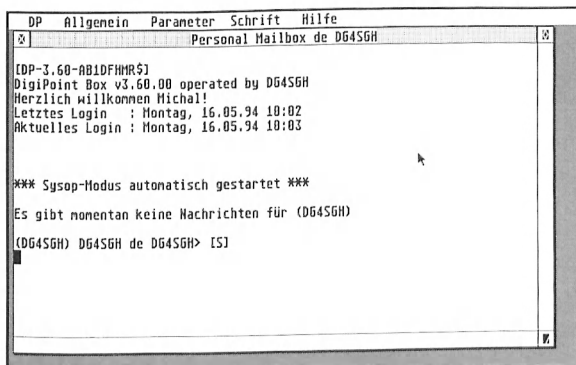 DP Allgemein Parameter Schrift Hilfe
Personal Mailbox de DG4SGH
[DP-3.60-AB1DFHMR$]
DigiPoint Box v3.60.00 operated by DG4SGH
Herzlich willkommen Michal!
Letztes Login : Montag, 16.05.94 10:02
Aktuelles Login : Montag, 16.05.94 10:03
*** Sysop-Modus automatisch gestartet ***
Es gibt momentan keine Nachrichten für (DG4SGH)
(DG4SGH) DG4SGH de DG4SGH> [S]